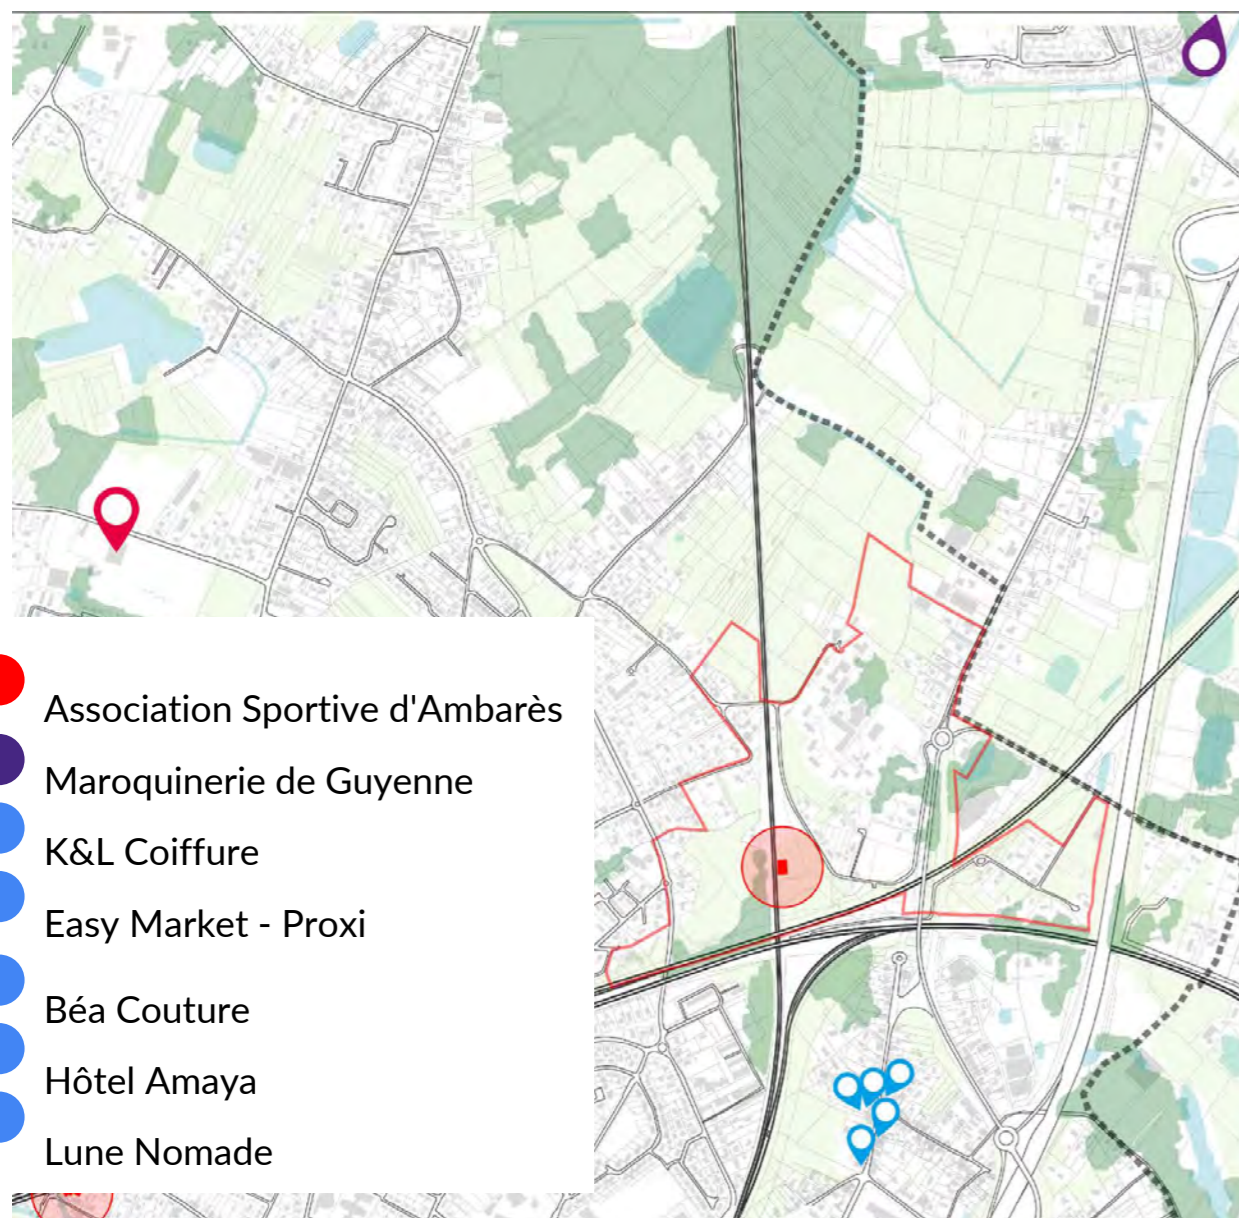 Association Sportive d'Ambarès
Maroquinerie de Guyenne
K&L Coiffure
Easy Market - Proxi
Béa Couture
Hôtel Amaya
Lune Nomade